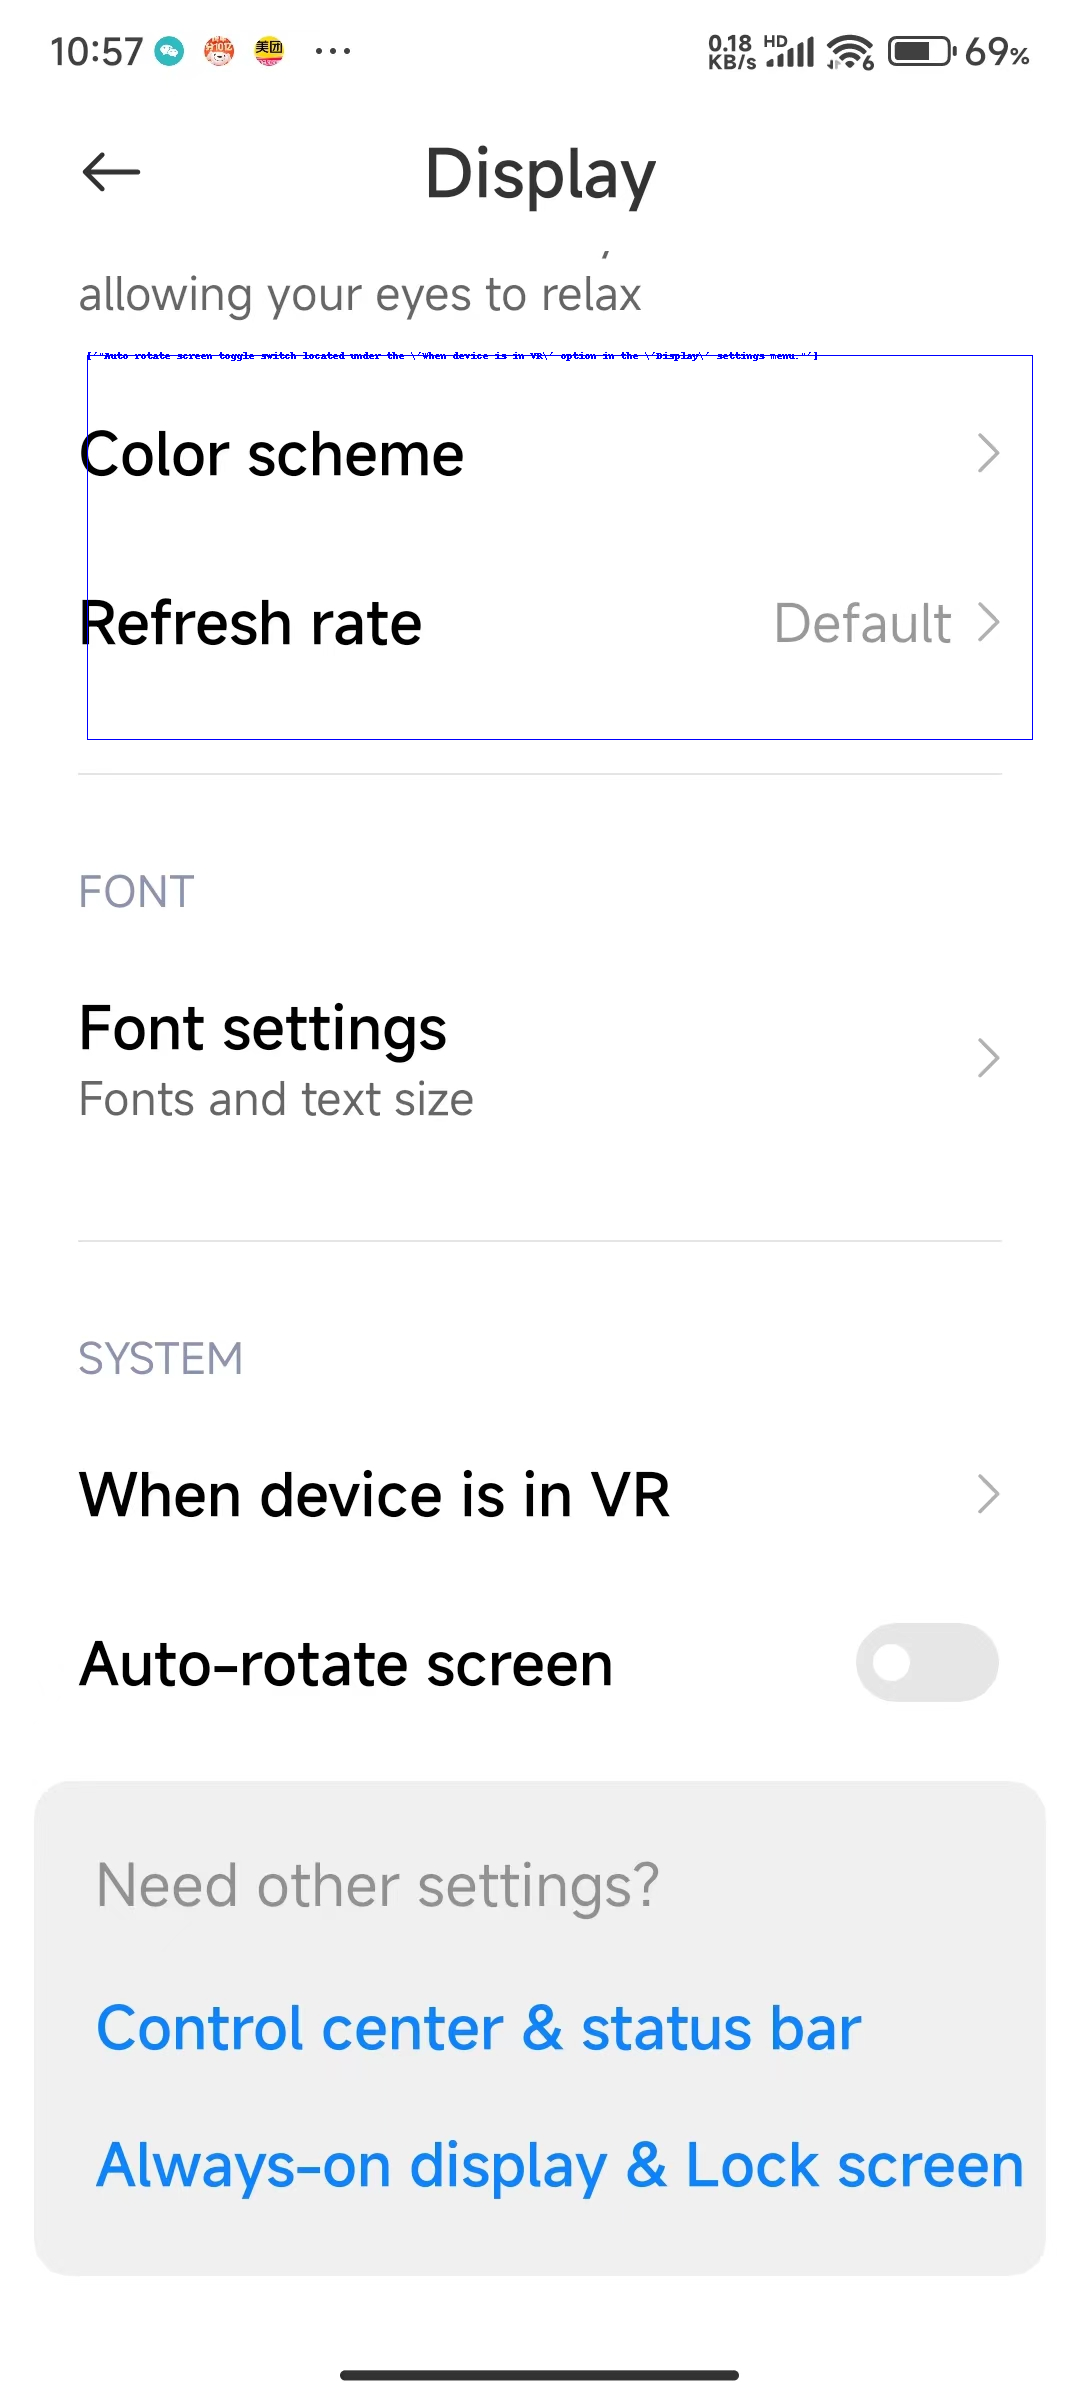 10:57 美团 ··· 0.18 KB/s HD 6 69%
Display
allowing your eyes to relax
['"Auto rotate screen toggle switch located under the \'When device is in VR\' option in the \'Display\' settings menu."']
Color scheme
Refresh rate Default
FONT
Font settings
Fonts and text size
SYSTEM
When device is in VR
Auto-rotate screen
Need other settings?
Control center & status bar
Always-on display & Lock screen